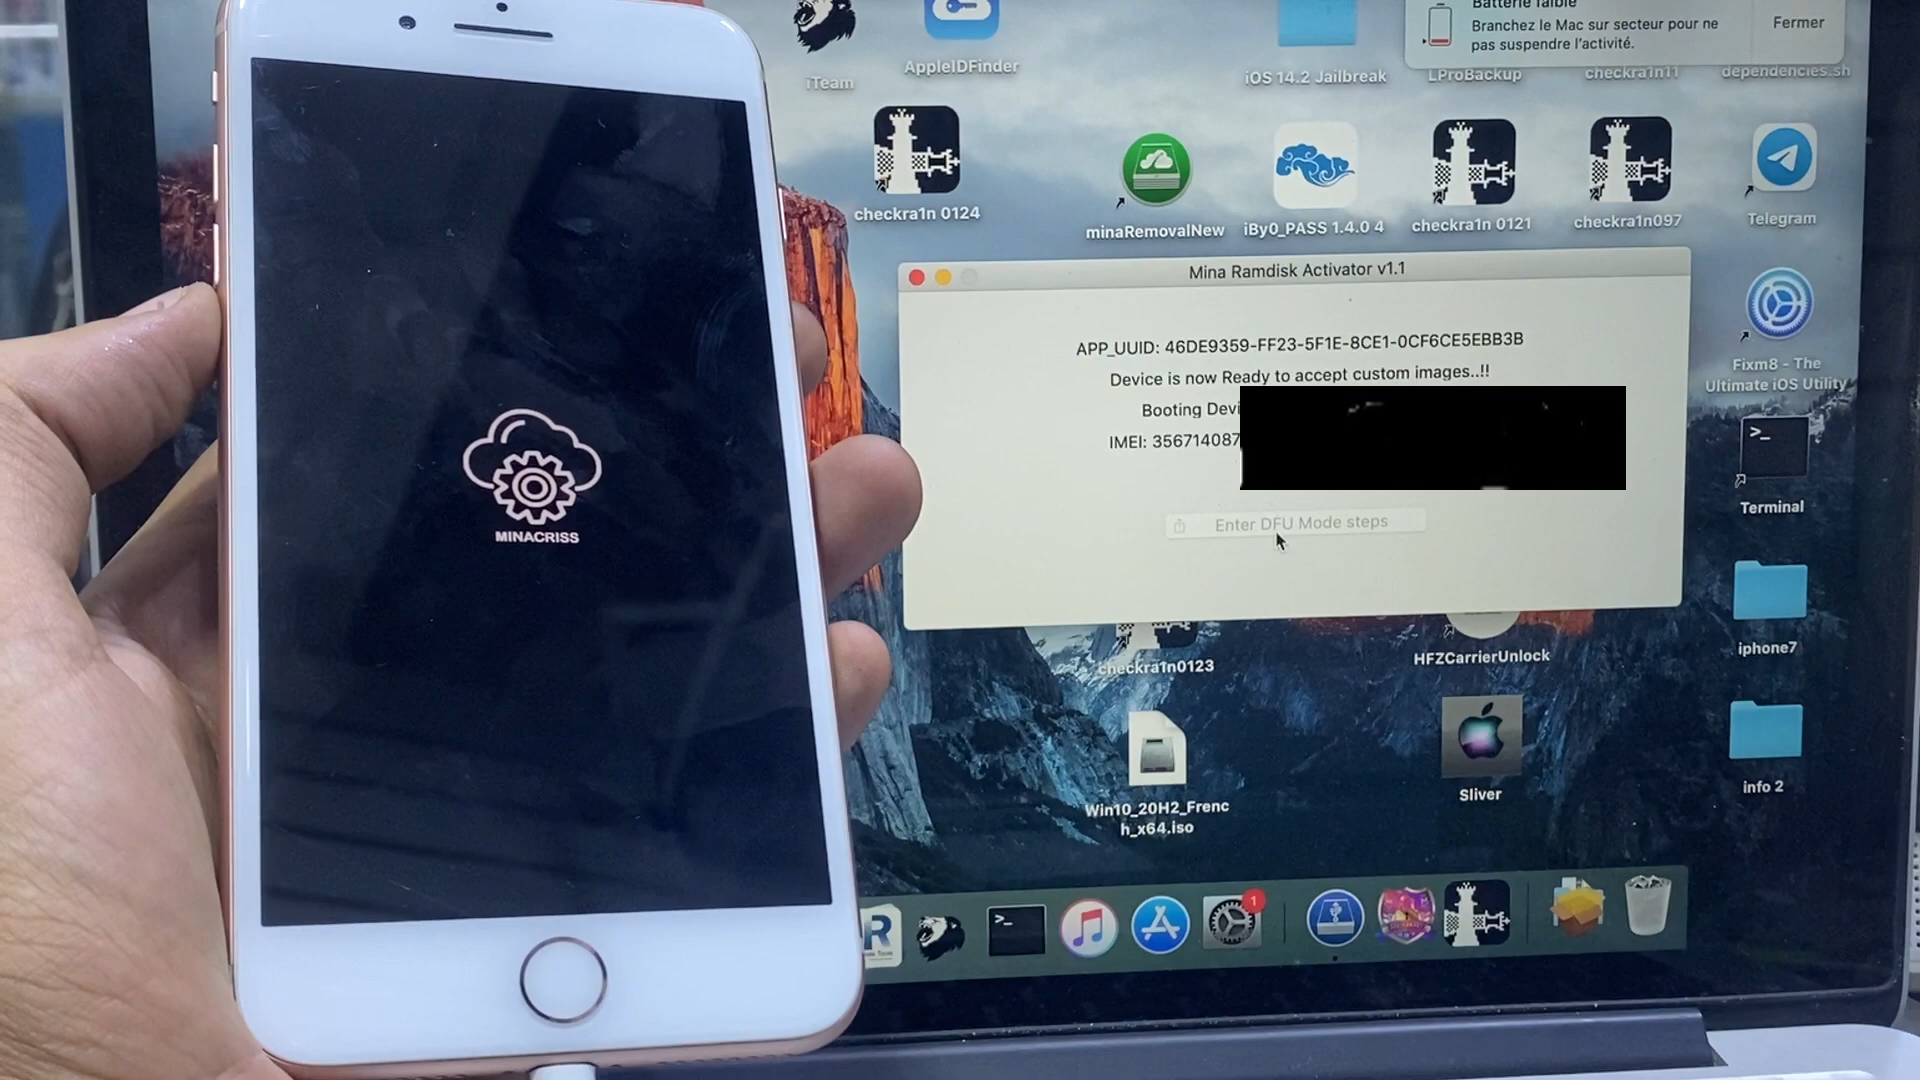 Batterie faible
Branchez le Mac sur secteur pour ne
pas suspendre l'activité.
Fermer
iTeam
AppleIDFinder
iOS 14.2 Jailbreak
LProBackup
checkra1n11
dependencies.sh
checkra1n 0124
minaRemovalNew
iBy0_PASS 1.4.0 4
checkra1n 0121
checkra1n097
Telegram
Mina Ramdisk Activator v1.1
APP_UUID: 46DE9359-FF23-5F1E-8CE1-0CF6CE5EBB3B
Device is now Ready to accept custom images..!!
Booting Devi
IMEI: 356714087
Enter DFU Mode steps
Fixm8 - The
Ultimate iOS Utility
>_
Terminal
MINACRISS
iphone7
checkra1n0123
HFZCarrierUnlock
Sliver
info 2
Win10_20H2_Frenc
h_x64.iso
R
>_
1